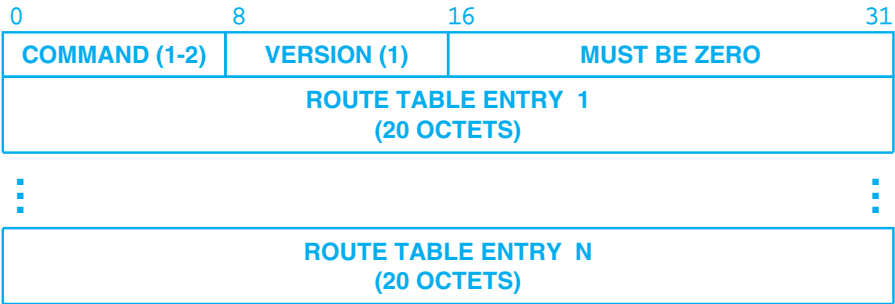 0 8 16 31
COMMAND (1-2) VERSION (1) MUST BE ZERO
ROUTE TABLE ENTRY 1
(20 OCTETS)
ROUTE TABLE ENTRY N
(20 OCTETS)